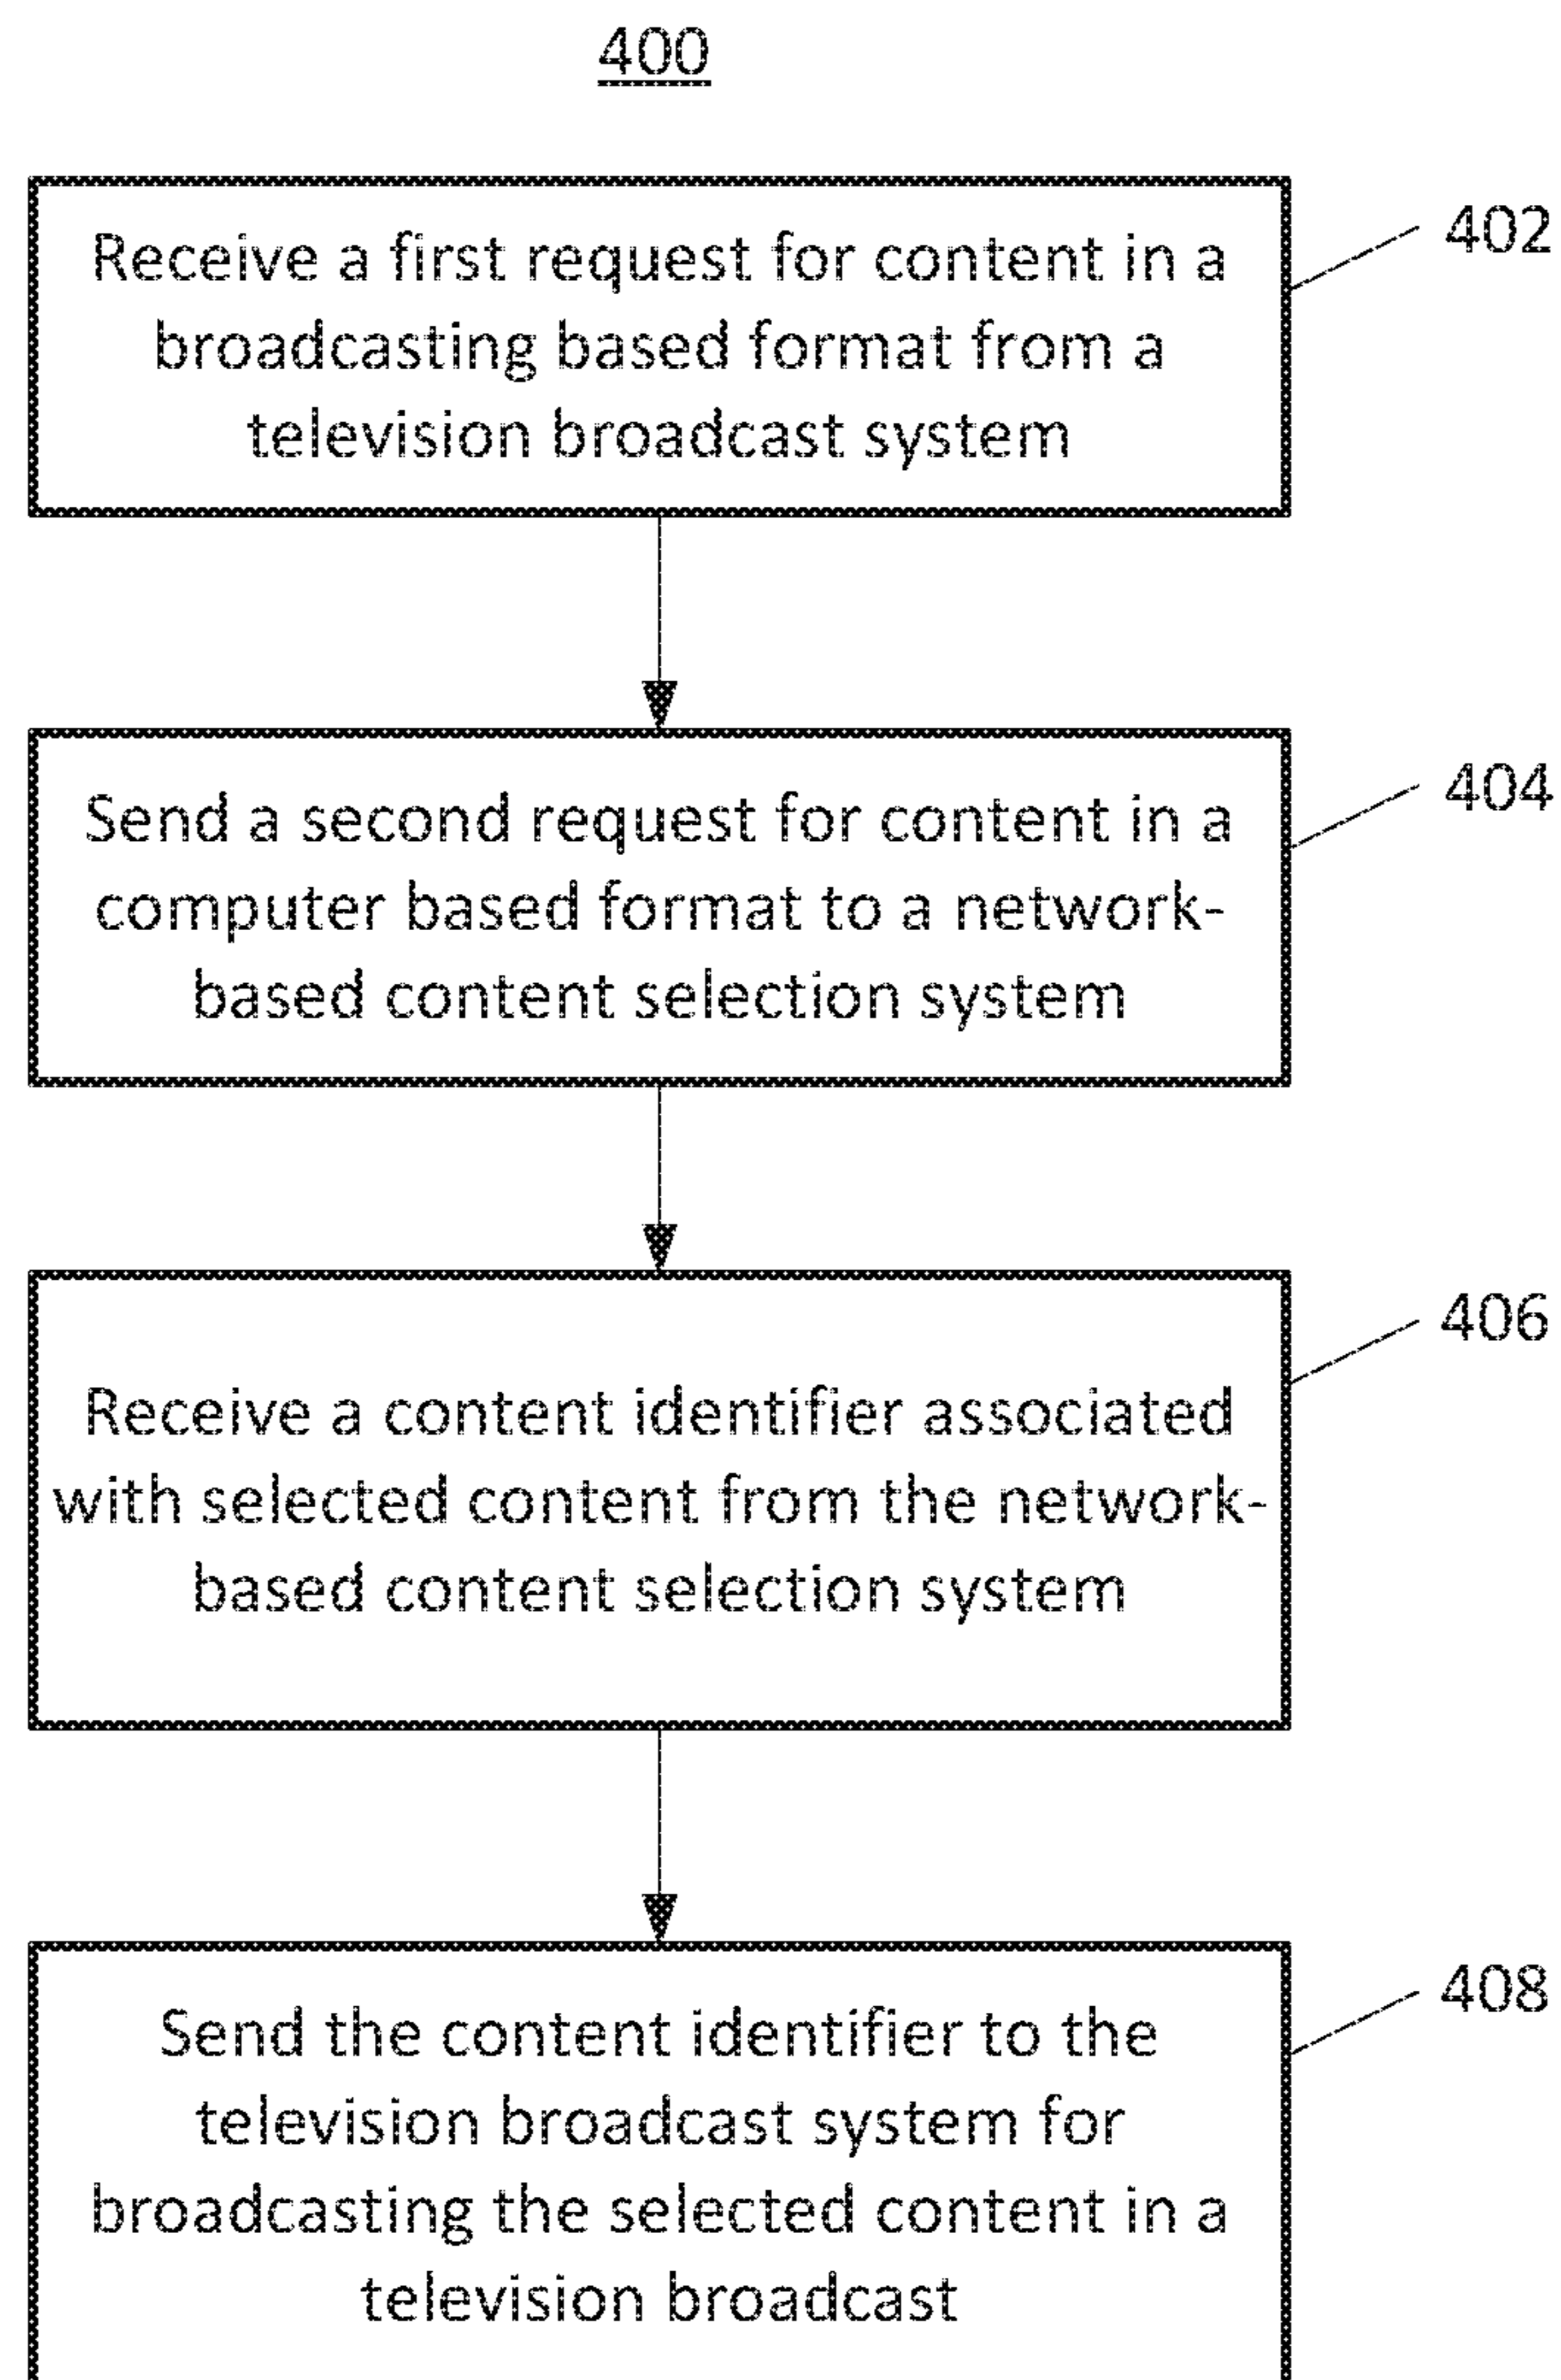 400
Receive a first request for content in a
broadcasting based format from a
television broadcast system
402
Send a second request for content in a
computer based format to a network-
based content selection system
404
Receive a content identifier associated
with selected content from the network-
based content selection system
406
Send the content identifier to the
television broadcast system for
broadcasting the selected content in a
television broadcast
408